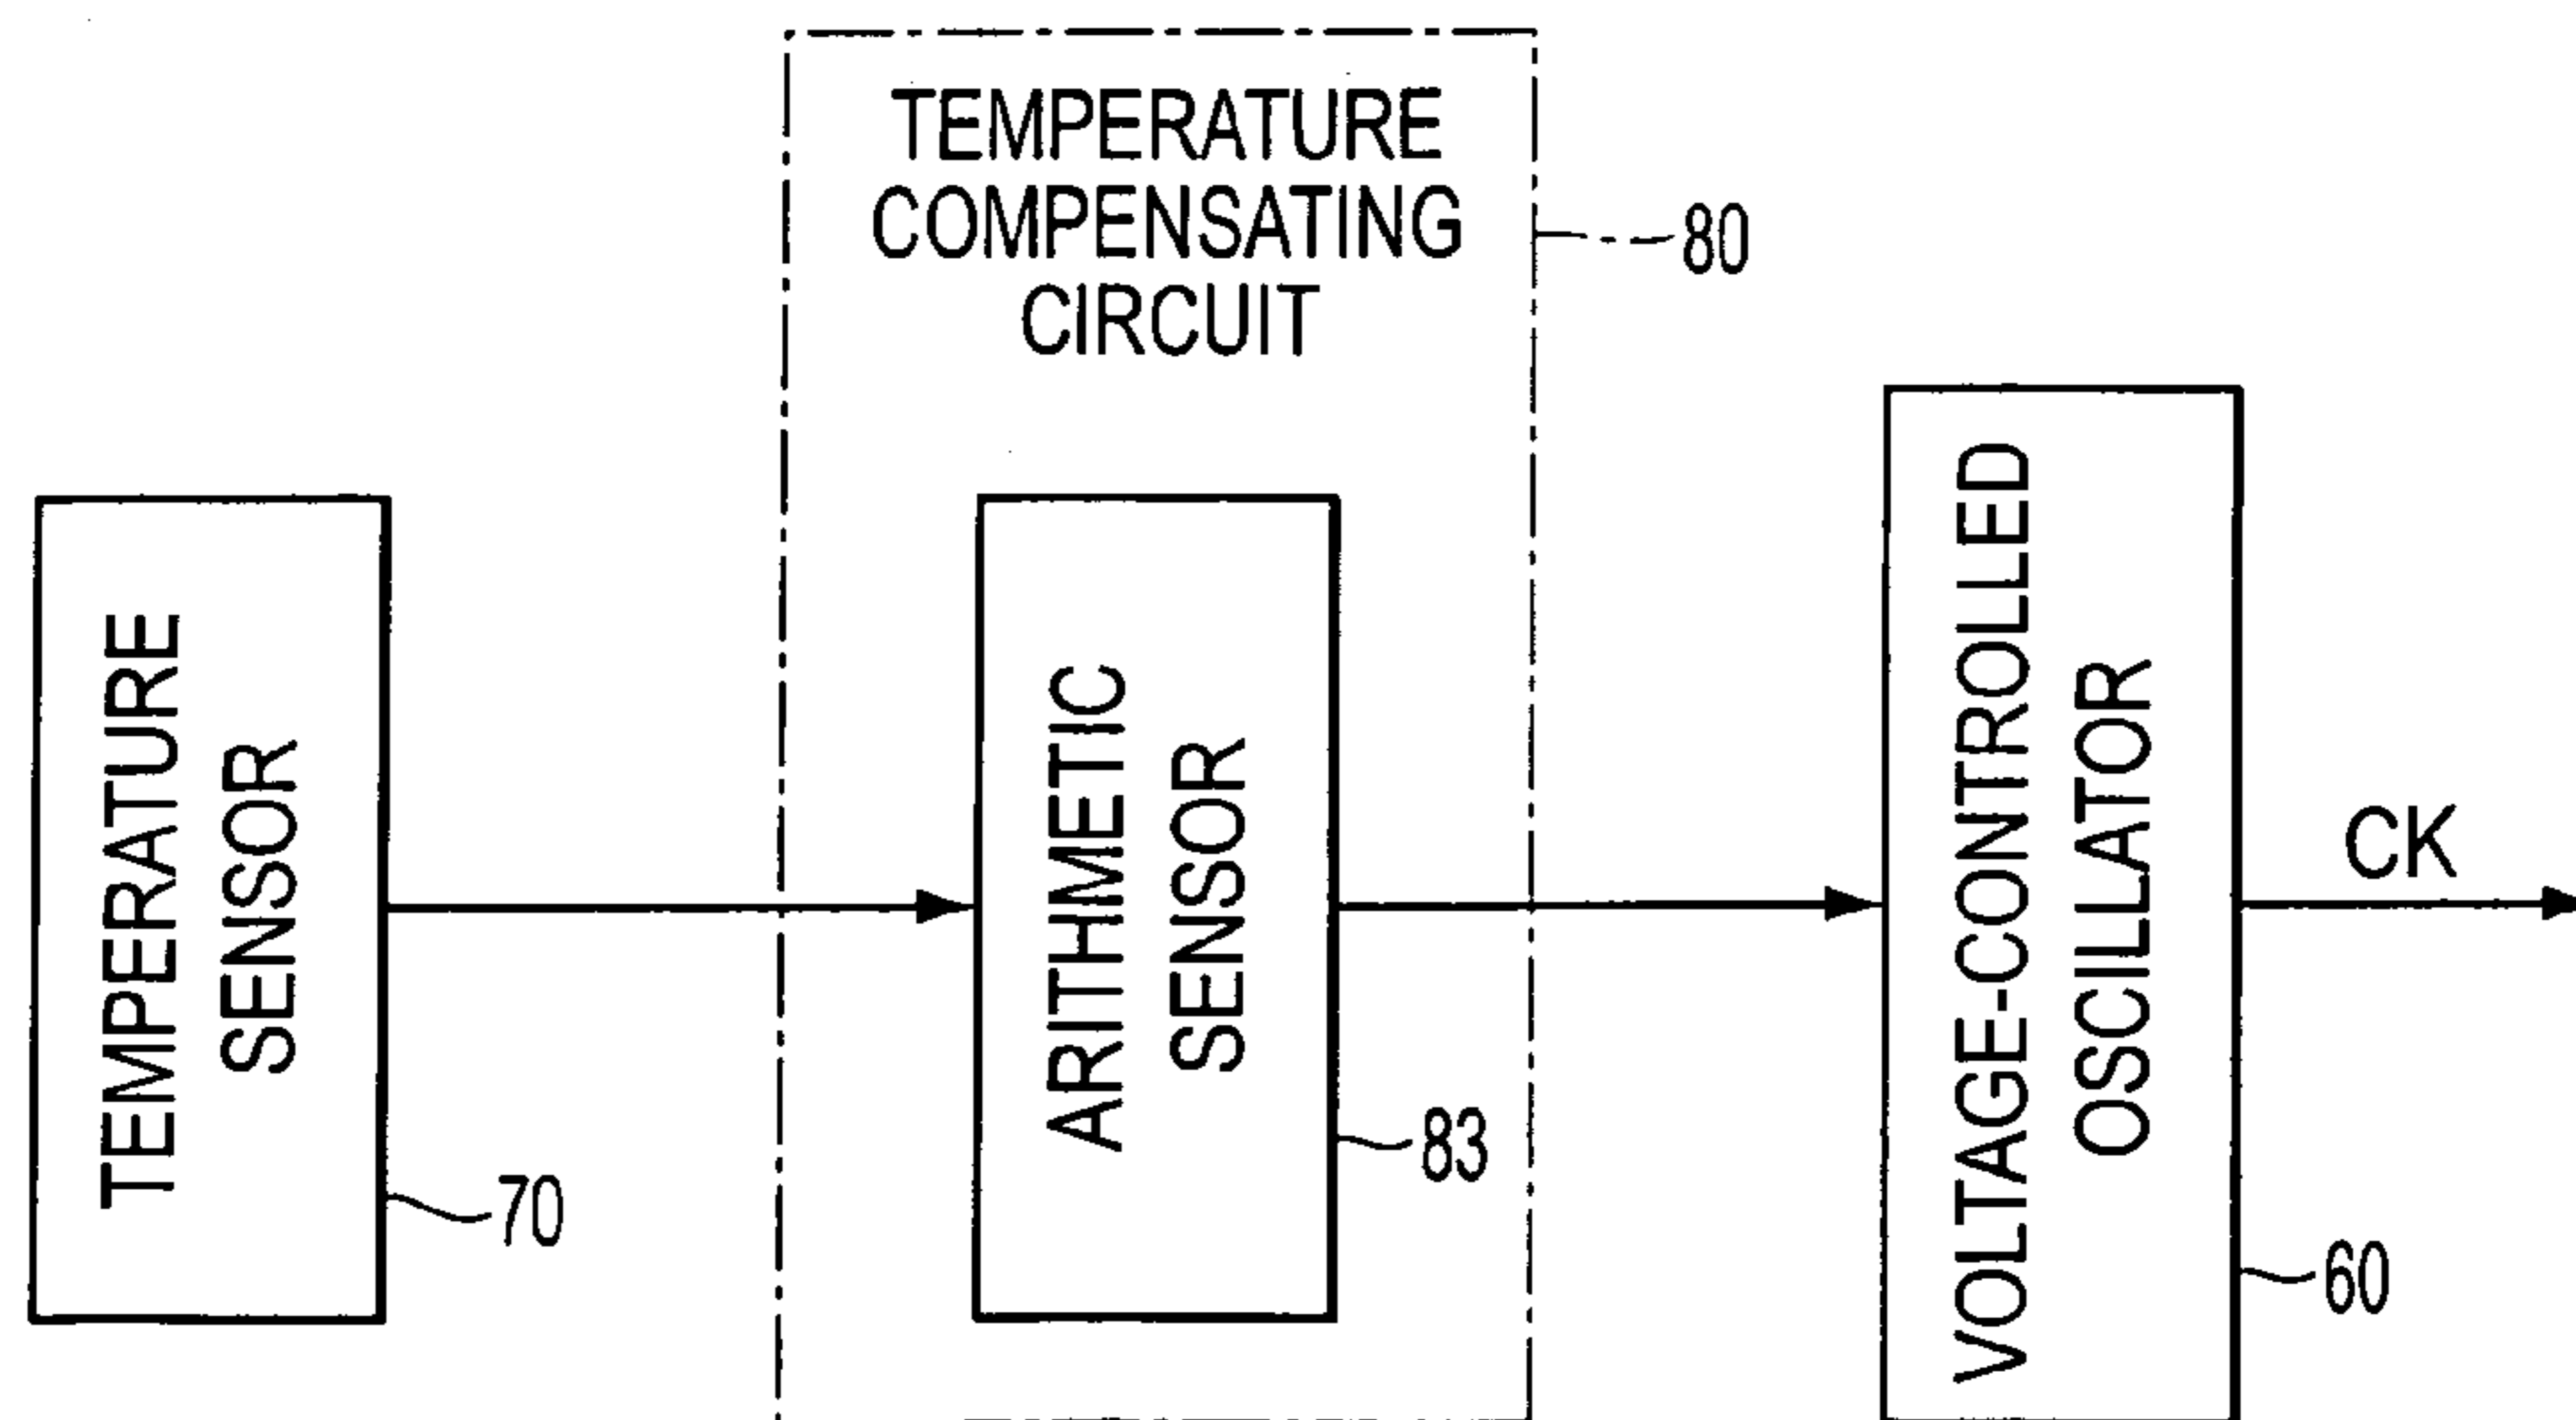 TEMPERATURE
COMPENSATING
CIRCUIT
80
TEMPERATURE
SENSOR
70
ARITHMETIC
SENSOR
83
VOLTAGE-CONTROLLED
OSCILLATOR
60
CK